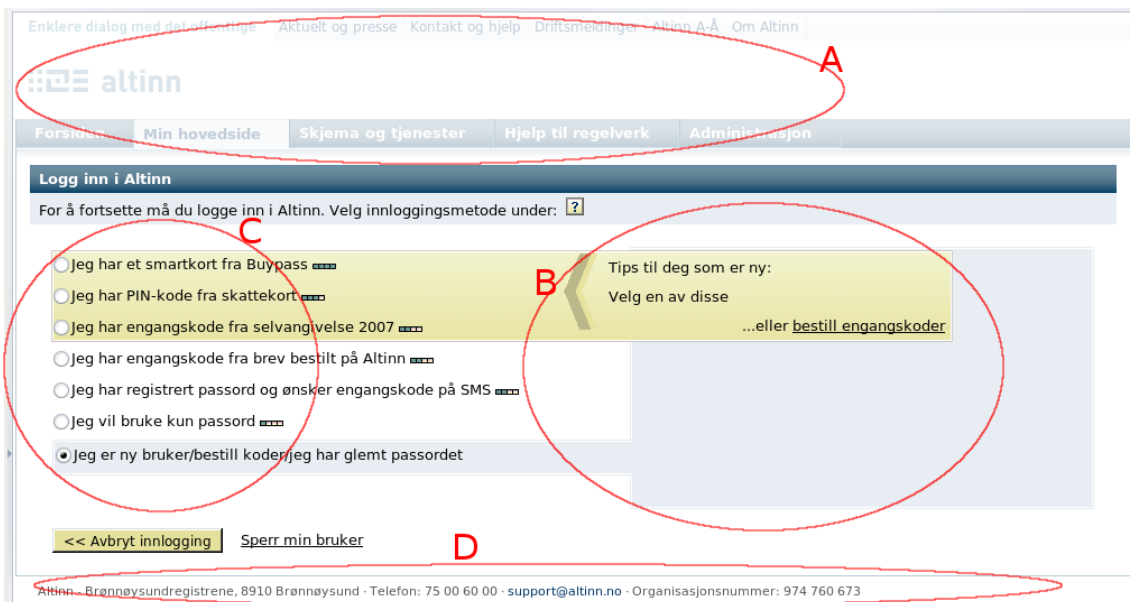 Enklere dialog med det offentlige Aktuelt og presse Kontakt og hjelp Driftsmeldinger Altinn A-Å Om Altinn
A
altinn
Forsiden Min hovedside Skjema og tjenester Hjelp til regelverk Administrasjon
Logg inn i Altinn
For å fortsette må du logge inn i Altinn. Velg innloggingsmetode under: ?
C
Jeg har et smartkort fra Buypass
Tips til deg som er ny:
B
Jeg har PIN-kode fra skattekort
Velg en av disse
Jeg har engangskode fra selvangivelse 2007
...eller bestill engangskoder
Jeg har engangskode fra brev bestilt på Altinn
Jeg har registrert passord og ønsker engangskode på SMS
Jeg vil bruke kun passord
Jeg er ny bruker/bestill koder/jeg har glemt passordet
<< Avbryt innlogging Sperr min bruker
D
Altinn - Brønnøysundregistrene, 8910 Brønnøysund · Telefon: 75 00 60 00 · support@altinn.no · Organisasjonsnummer: 974 760 673